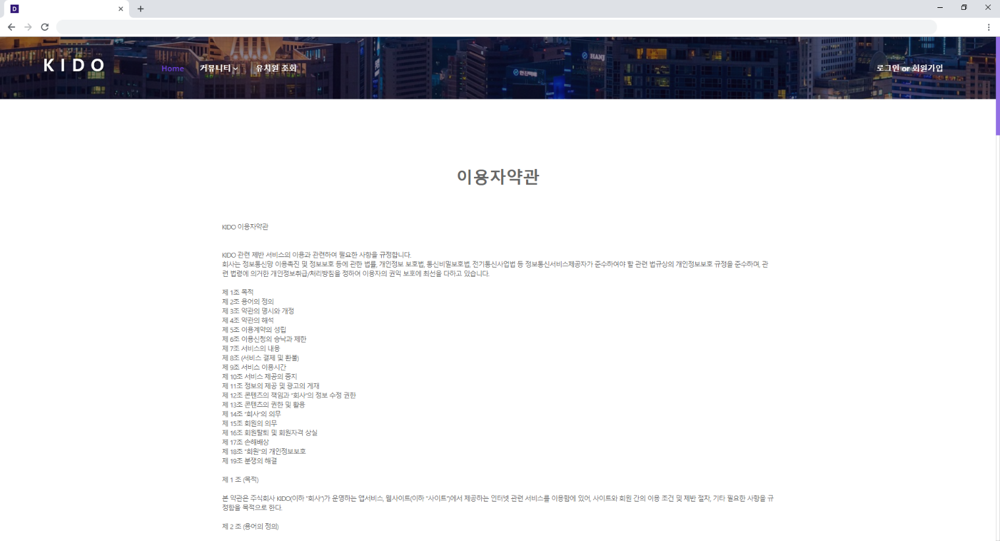 D
KIDO
Home 커뮤니티 유치원 조회
로그인 or 회원가입
한진택배
HANJ
이용자약관
KIDO 이용자약관
KIDO 관련 제반 서비스의 이용과 관련하여 필요한 사항을 규정합니다.
회사는 정보통신망 이용촉진 및 정보보호 등에 관한 법률, 개인정보 보호법, 통신비밀보호법, 전기통신사업법 등 정보통신서비스제공자가 준수하여야 할 관련 법규상의 개인정보보호 규정을 준수하며, 관
련 법령에 의거한 개인정보취급/처리방침을 정하여 이용자의 권익 보호에 최선을 다하고 있습니다.
제 1조 목적
제 2조 용어의 정의
제 3조 약관의 명시와 개정
제 4조 약관의 해석
제 5조 이용계약의 성립
제 6조 이용신청의 승낙과 제한
제 7조 서비스의 내용
제 8조 (서비스 결제 및 환불)
제 9조 서비스 이용시간
제 10조 서비스 제공의 중지
제 11조 정보의 제공 및 광고의 게재
제 12조 콘텐츠의 책임과 "회사"의 정보 수정 권한
제 13조 콘텐츠의 권한 및 활용
제 14조 "회사"의 의무
제 15조 회원의 의무
제 16조 회원탈퇴 및 회원자격 상실
제 17조 손해배상
제 18조 "회원"의 개인정보보호
제 19조 분쟁의 해결
제 1 조 (목적)
본 약관은 주식회사 KIDO(이하 "회사")가 운영하는 앱서비스, 웹사이트(이하 "사이트")에서 제공하는 인터넷 관련 서비스를 이용함에 있어, 사이트와 회원 간의 이용 조건 및 제반 절차, 기타 필요한 사항을 규
정함을 목적으로 한다.
제 2 조 (용어의 정의)